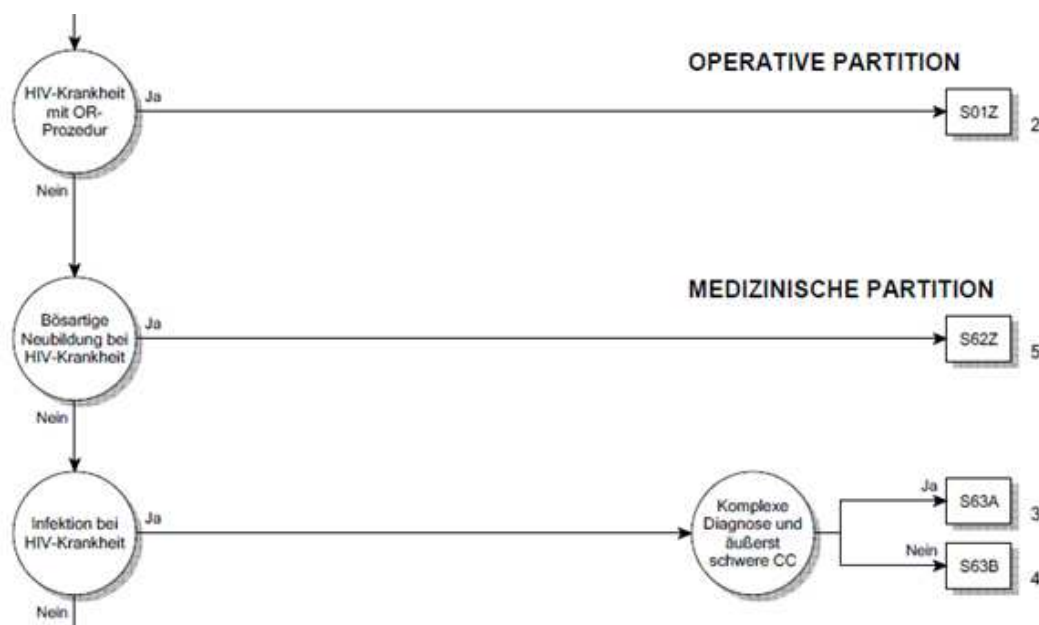 OPERATIVE PARTITION
HIV-Krankheit
mit OR-
Prozedur
Ja
S01Z
2
Nein
MEDIZINISCHE PARTITION
Bösartige
Neubildung bei
HIV-Krankheit
Ja
S62Z
5
Nein
Infektion bei
HIV-Krankheit
Ja
Komplexe
Diagnose und
äußerst
schwere CC
Ja
S63A
3
Nein
S63B
4
Nein